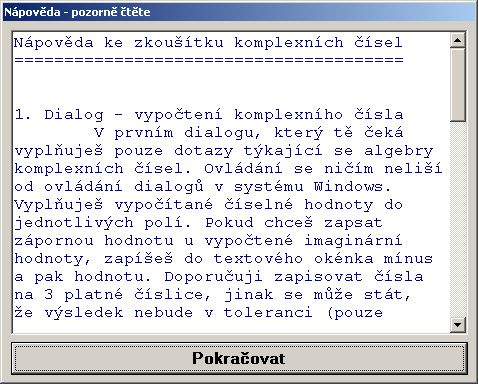 Nápověda - pozorně čtěte
Nápověda ke zkoušítku komplexních čísel
=======================================
1. Dialog - vypočtení komplexního čísla
V prvním dialogu, který tě čeká
vyplňuješ pouze dotazy týkající se algebry
komplexních čísel. Ovládání se ničím neliší
od ovládání dialogů v systému Windows.
Vyplňuješ vypočítané číselné hodnoty do
jednotlivých polí. Pokud chceš zapsat
zápornou hodnotu u vypočtené imaginární
hodnoty, zapíšeš do textového okénka mínus
a pak hodnotu. Doporučuji zapisovat čísla
na 3 platné číslice, jinak se může stát,
že výsledek nebude v toleranci (pouze
Pokračovat